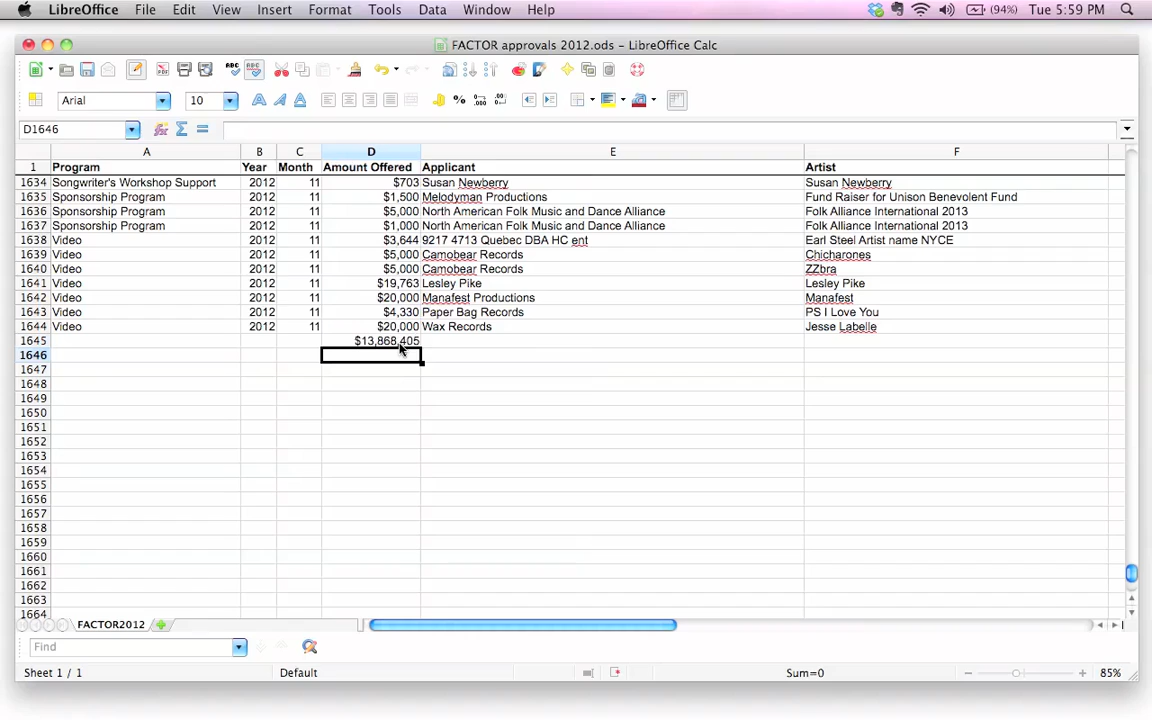 LibreOffice File Edit View Insert Format Tools Data Window Help (94%) Tue 5:59 PM
FACTOR approvals 2012.ods – LibreOffice Calc
Arial 10
D1646
A B C D E F
1 Program Year Month Amount Offered Applicant Artist
1634 Songwriter's Workshop Support 2012 11 $703 Susan Newberry Susan Newberry
1635 Sponsorship Program 2012 11 $1,500 Melodyman Productions Fund Raiser for Unison Benevolent Fund
1636 Sponsorship Program 2012 11 $5,000 North American Folk Music and Dance Alliance Folk Alliance International 2013
1637 Sponsorship Program 2012 11 $1,000 North American Folk Music and Dance Alliance Folk Alliance International 2013
1638 Video 2012 11 $3,644 9217 4713 Quebec DBA HC ent Earl Steel Artist name NYCE
1639 Video 2012 11 $5,000 Camobear Records Chicharones
1640 Video 2012 11 $5,000 Camobear Records ZZbra
1641 Video 2012 11 $19,763 Lesley Pike Lesley Pike
1642 Video 2012 11 $20,000 Manafest Productions Manafest
1643 Video 2012 11 $4,330 Paper Bag Records PS I Love You
1644 Video 2012 11 $20,000 Wax Records Jesse Labelle
1645 $13,868,405
1646
1647
1648
1649
1650
1651
1652
1653
1654
1655
1656
1657
1658
1659
1660
1661
1662
1663
1664
FACTOR2012
Find
Sheet 1 / 1 Default Sum=0 85%